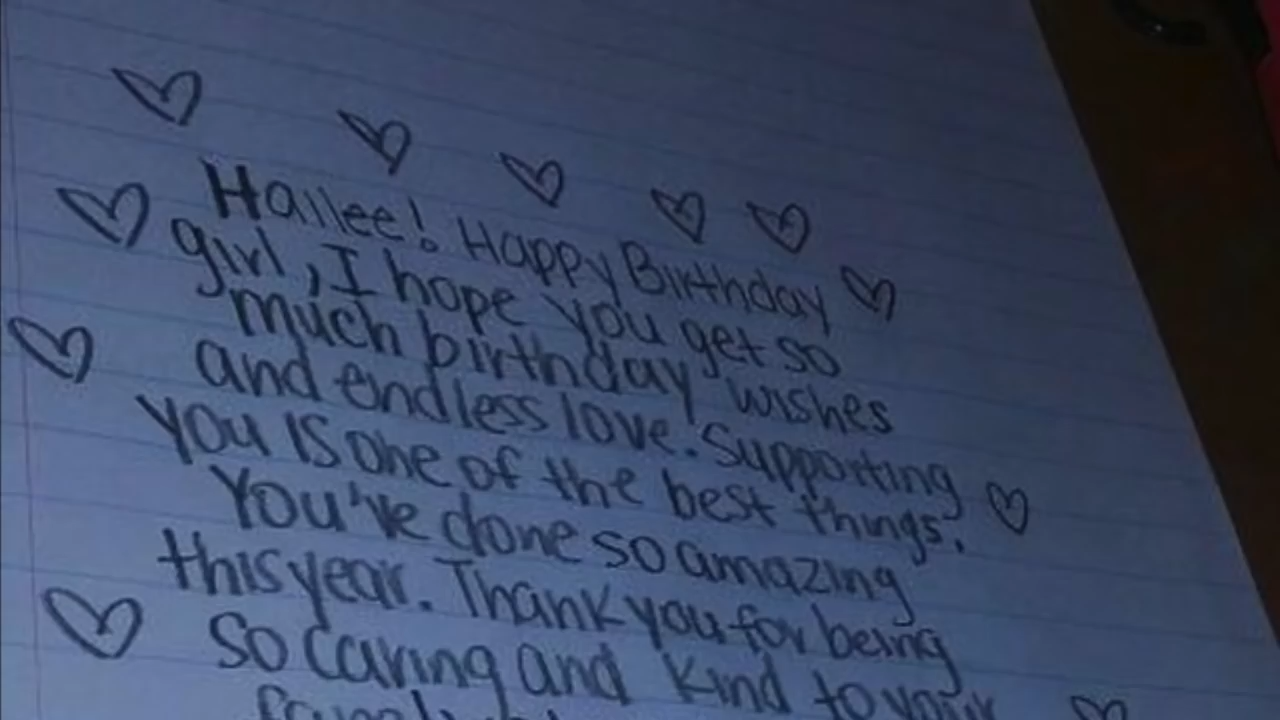 Hailee! Happy Birthday
girl, I hope you get so
much birthday wishes
and endless love. Supporting
you is one of the best things.
You've done so amazing
this year. Thank you for being
so caring and kind to your